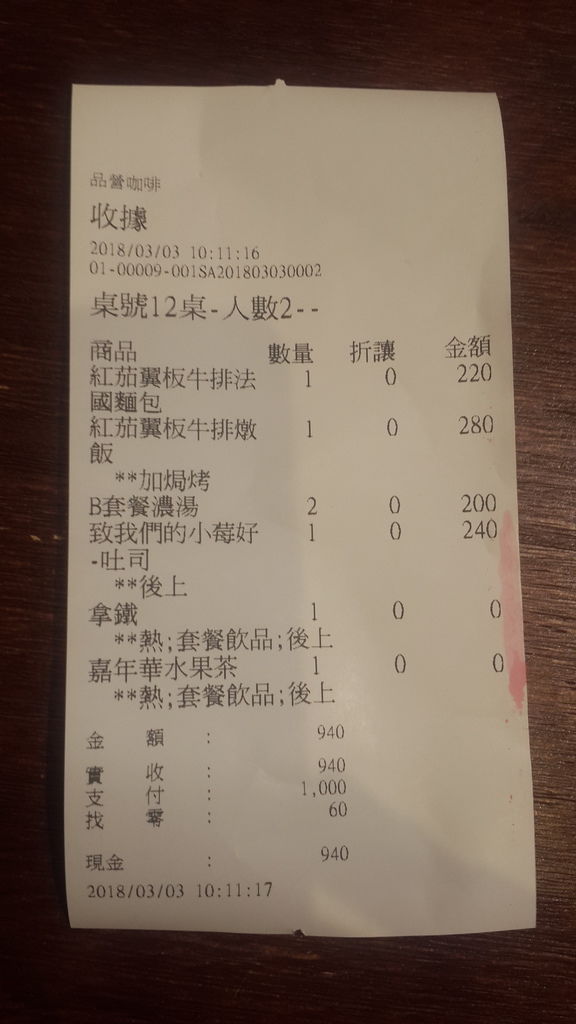 品營咖啡
收據
2018/03/03 10:11:16
01-00009-001SA201803030002
桌號12桌-人數2--
商品 數量 折讓 金額
紅茄翼板牛排法 1 0 220
國麵包
紅茄翼板牛排燉 1 0 280
飯
**加焗烤
B套餐濃湯 2 0 200
致我們的小莓好 1 0 240
-吐司
**後上
拿鐵 1 0 0
**熱;套餐飲品;後上
嘉年華水果茶 1 0 0
**熱;套餐飲品;後上
金 額 : 940
實 收 : 940
支 付 : 1,000
找 零 : 60
現金 : 940
2018/03/03 10:11:17